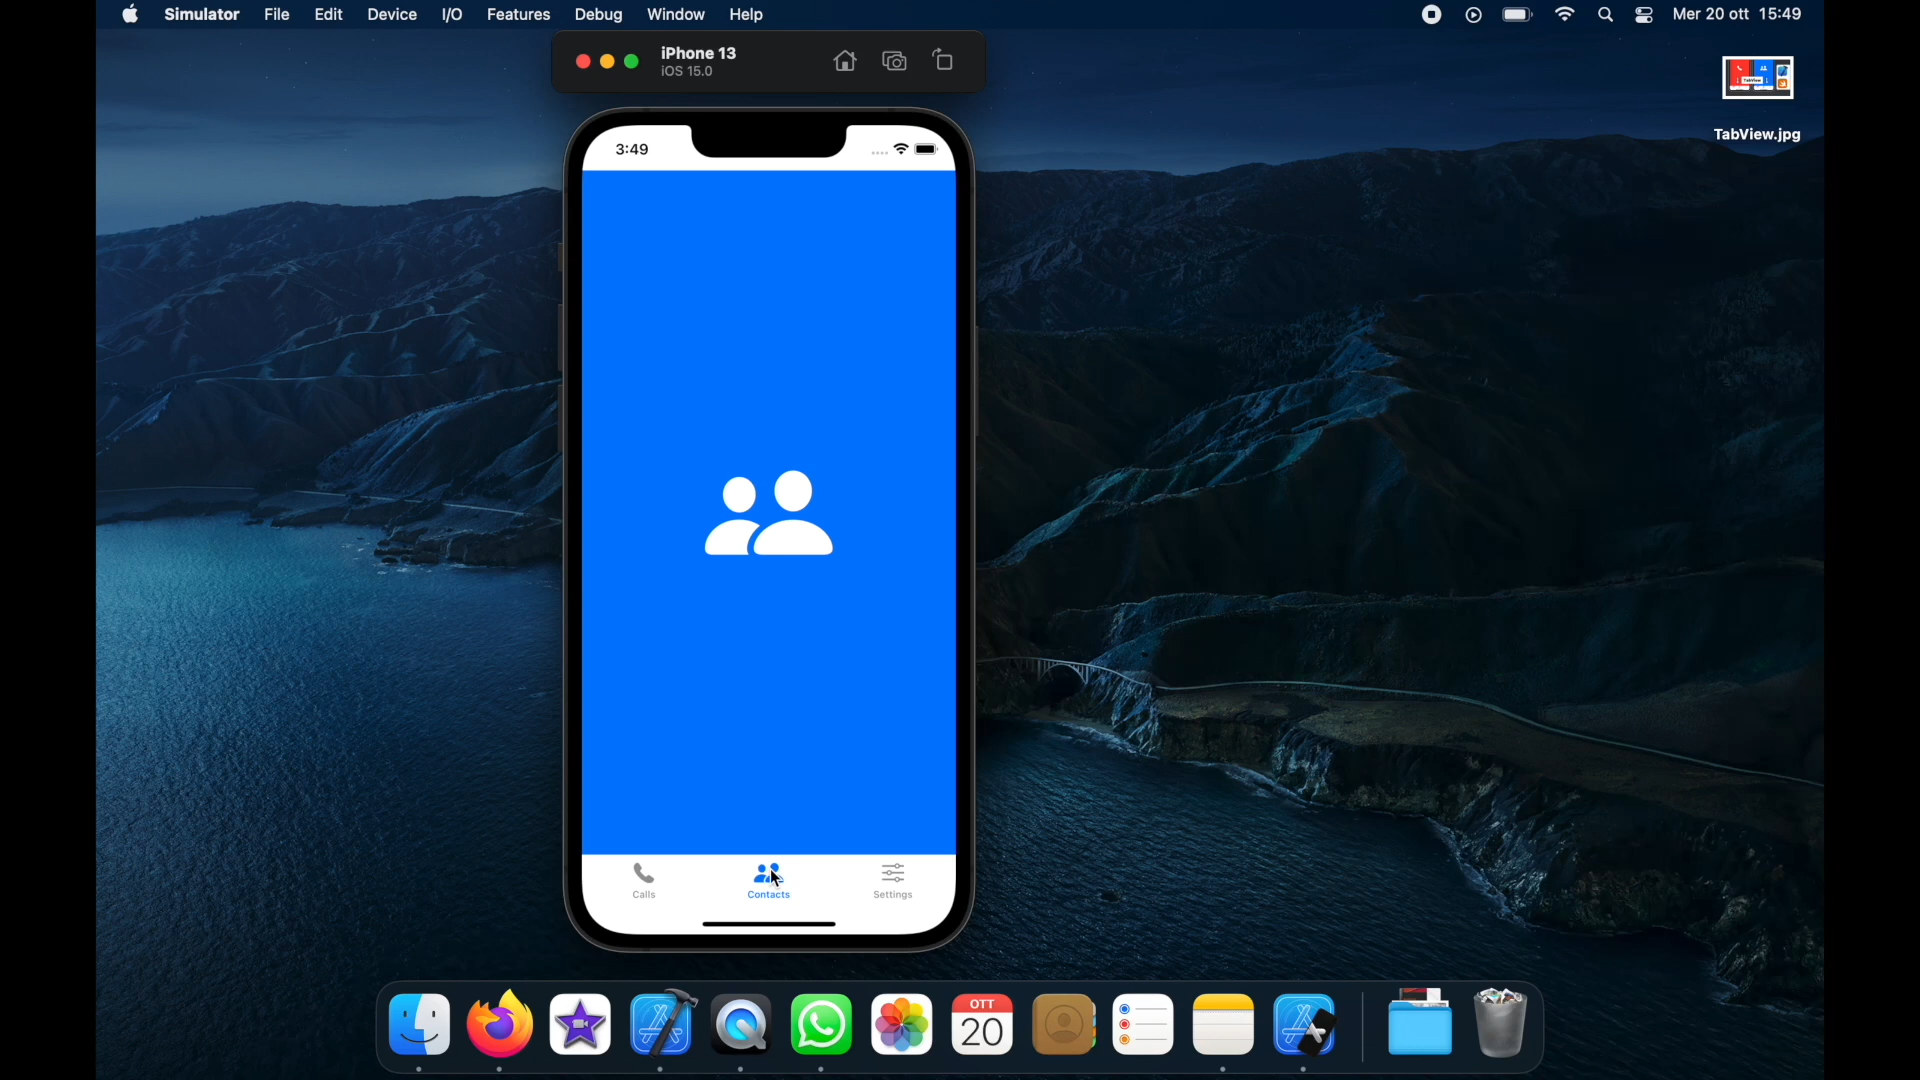 Simulator File Edit Device I/O Features Debug Window Help Mer 20 ott 15:49
iPhone 13
iOS 15.0
TabView.jpg
3:49
Calls
Contacts
Settings
OTT
20